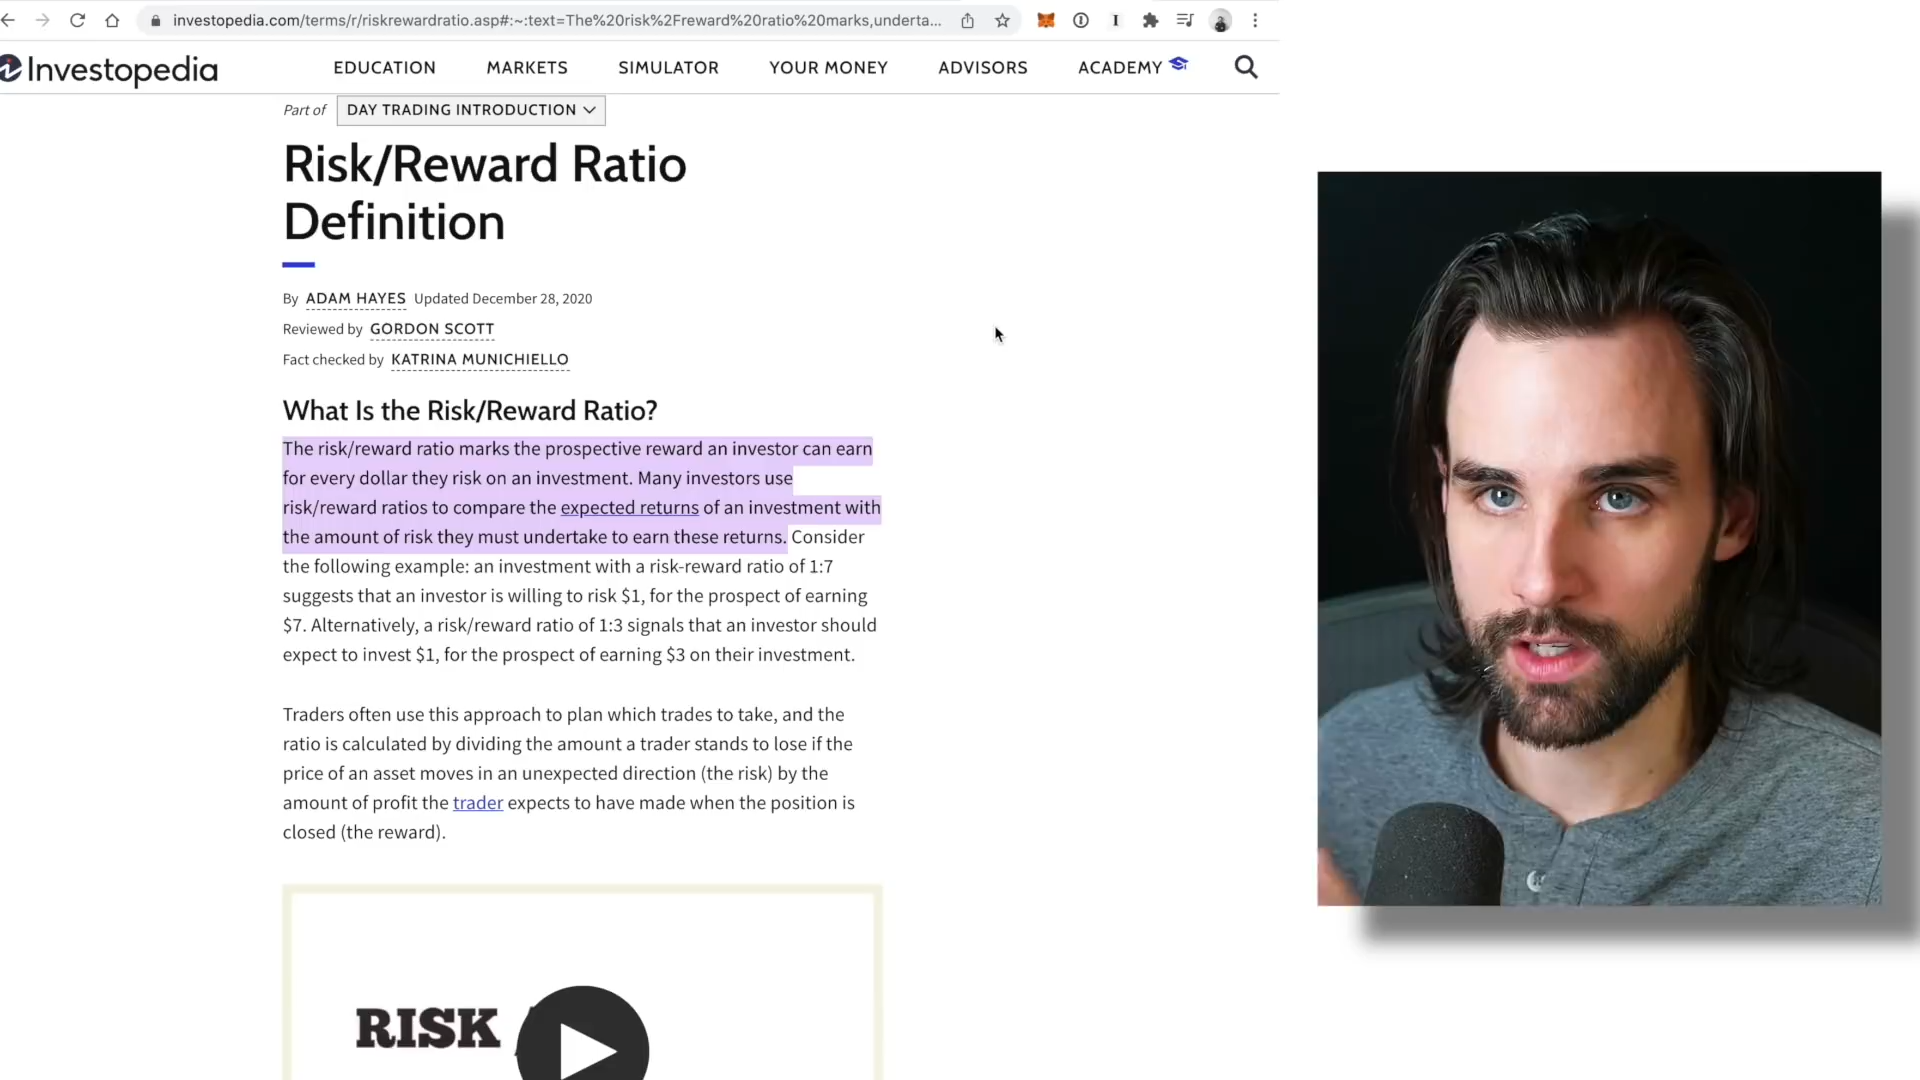 investopedia.com/terms/r/riskrewardratio.asp#:~:text=The%20risk%2Freward%20ratio%20marks,underta...
Investopedia
EDUCATION MARKETS SIMULATOR YOUR MONEY ADVISORS ACADEMY
Part of DAY TRADING INTRODUCTION
Risk/Reward Ratio
Definition
By ADAM HAYES Updated December 28, 2020
Reviewed by GORDON SCOTT
Fact checked by KATRINA MUNICHIELLO
What Is the Risk/Reward Ratio?
The risk/reward ratio marks the prospective reward an investor can earn
for every dollar they risk on an investment. Many investors use
risk/reward ratios to compare the expected returns of an investment with
the amount of risk they must undertake to earn these returns. Consider
the following example: an investment with a risk-reward ratio of 1:7
suggests that an investor is willing to risk $1, for the prospect of earning
$7. Alternatively, a risk/reward ratio of 1:3 signals that an investor should
expect to invest $1, for the prospect of earning $3 on their investment.
Traders often use this approach to plan which trades to take, and the
ratio is calculated by dividing the amount a trader stands to lose if the
price of an asset moves in an unexpected direction (the risk) by the
amount of profit the trader expects to have made when the position is
closed (the reward).
RISK